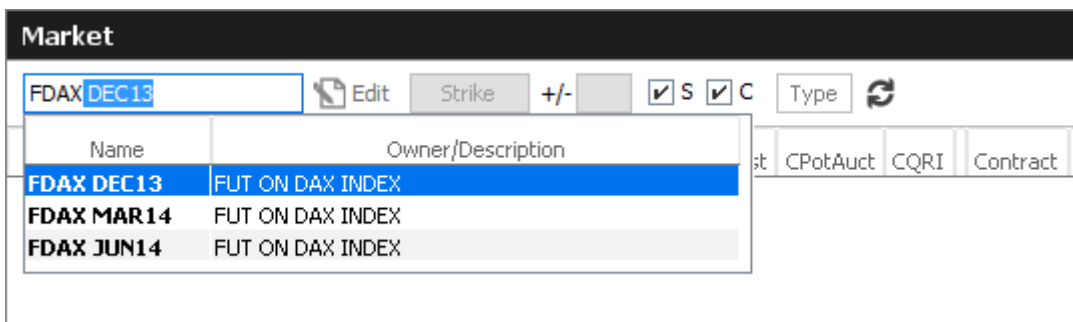 Market
FDAX DEC13 Edit Strike +/- S C Type
Name Owner/Description st CPotAuct CQRI Contract
FDAX DEC13 FUT ON DAX INDEX
FDAX MAR14 FUT ON DAX INDEX
FDAX JUN14 FUT ON DAX INDEX